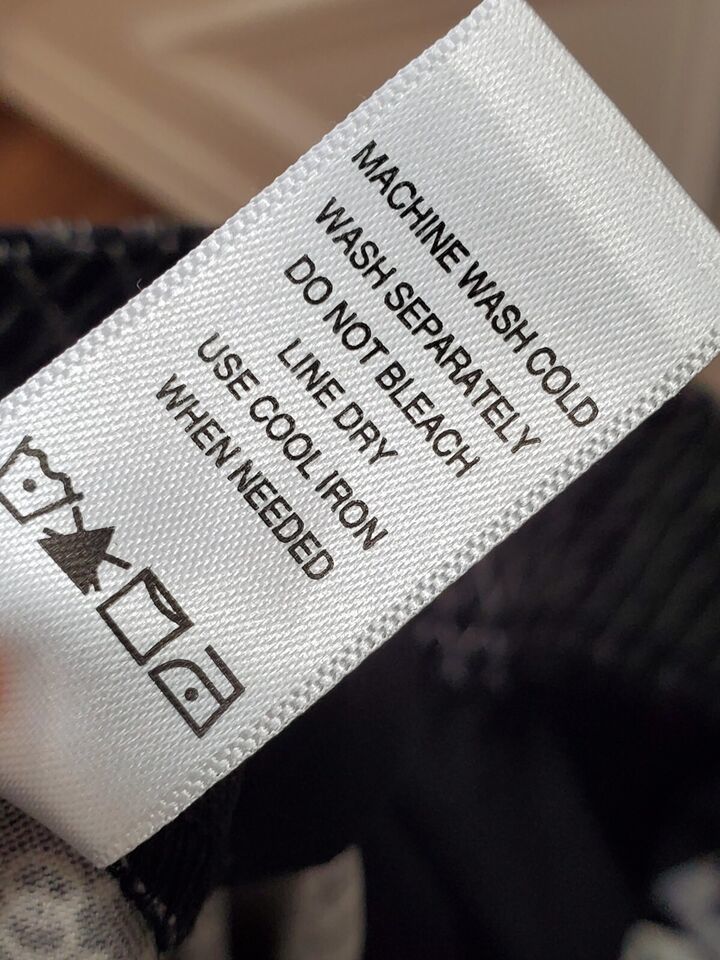 MACHINE WASH COLD
WASH SEPARATELY
DO NOT BLEACH
LINE DRY
USE COOL IRON
WHEN NEEDED